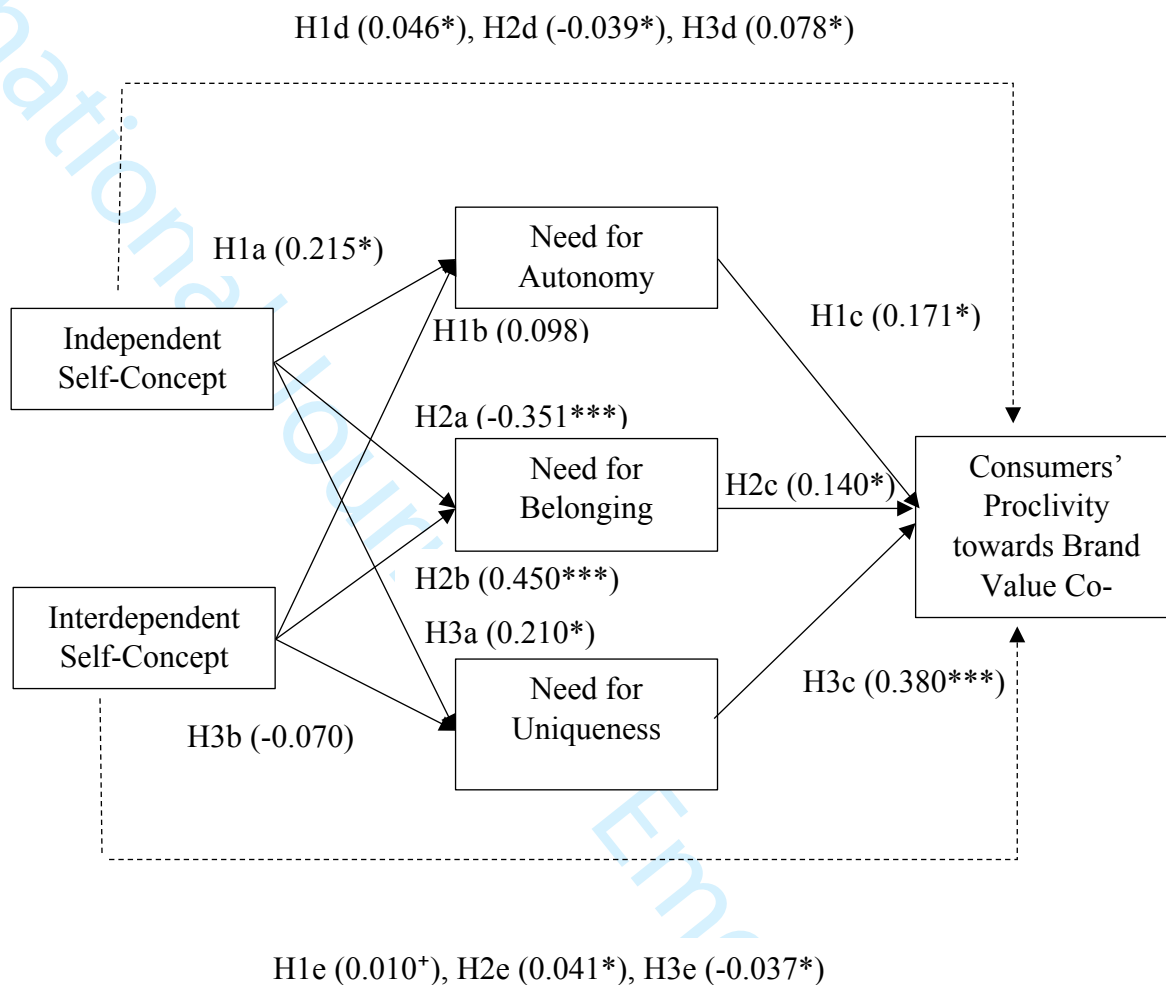 H1d (0.046*), H2d (-0.039*), H3d (0.078*)
Need for
Autonomy
H1a (0.215*)
H1b (0.098)
H1c (0.171*)
Independent
Self-Concept
H2a (-0.351***)
Need for
Belonging
H2c (0.140*)
Consumers’
Proclivity
towards Brand
Value Co-
H2b (0.450***)
Interdependent
Self-Concept
H3a (0.210*)
Need for
Uniqueness
H3c (0.380***)
H3b (-0.070)
H1e (0.010⁺), H2e (0.041*), H3e (-0.037*)